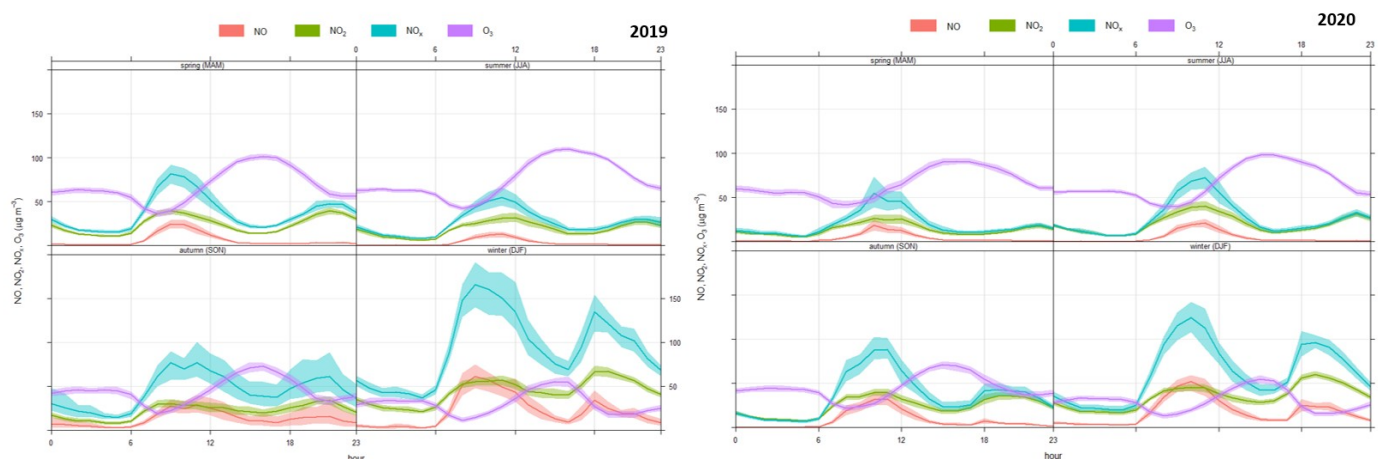 NO NO₂ NOₓ O₃ 2019
0 6 12 18 23
spring (MAM) summer (JJA)
150
100
50
autumn (SON) winter (DJF)
150
100
50
0 6 12 18 23
hour
NO, NO₂, NOₓ, O₃ (µg m⁻³)
NO NO₂ NOₓ O₃ 2020
0 6 12 18 23
spring (MAM) summer (JJA)
150
100
50
autumn (SON) winter (DJF)
150
100
50
0 6 12 18 23
hour
NO, NO₂, NOₓ, O₃ (µg m⁻³)